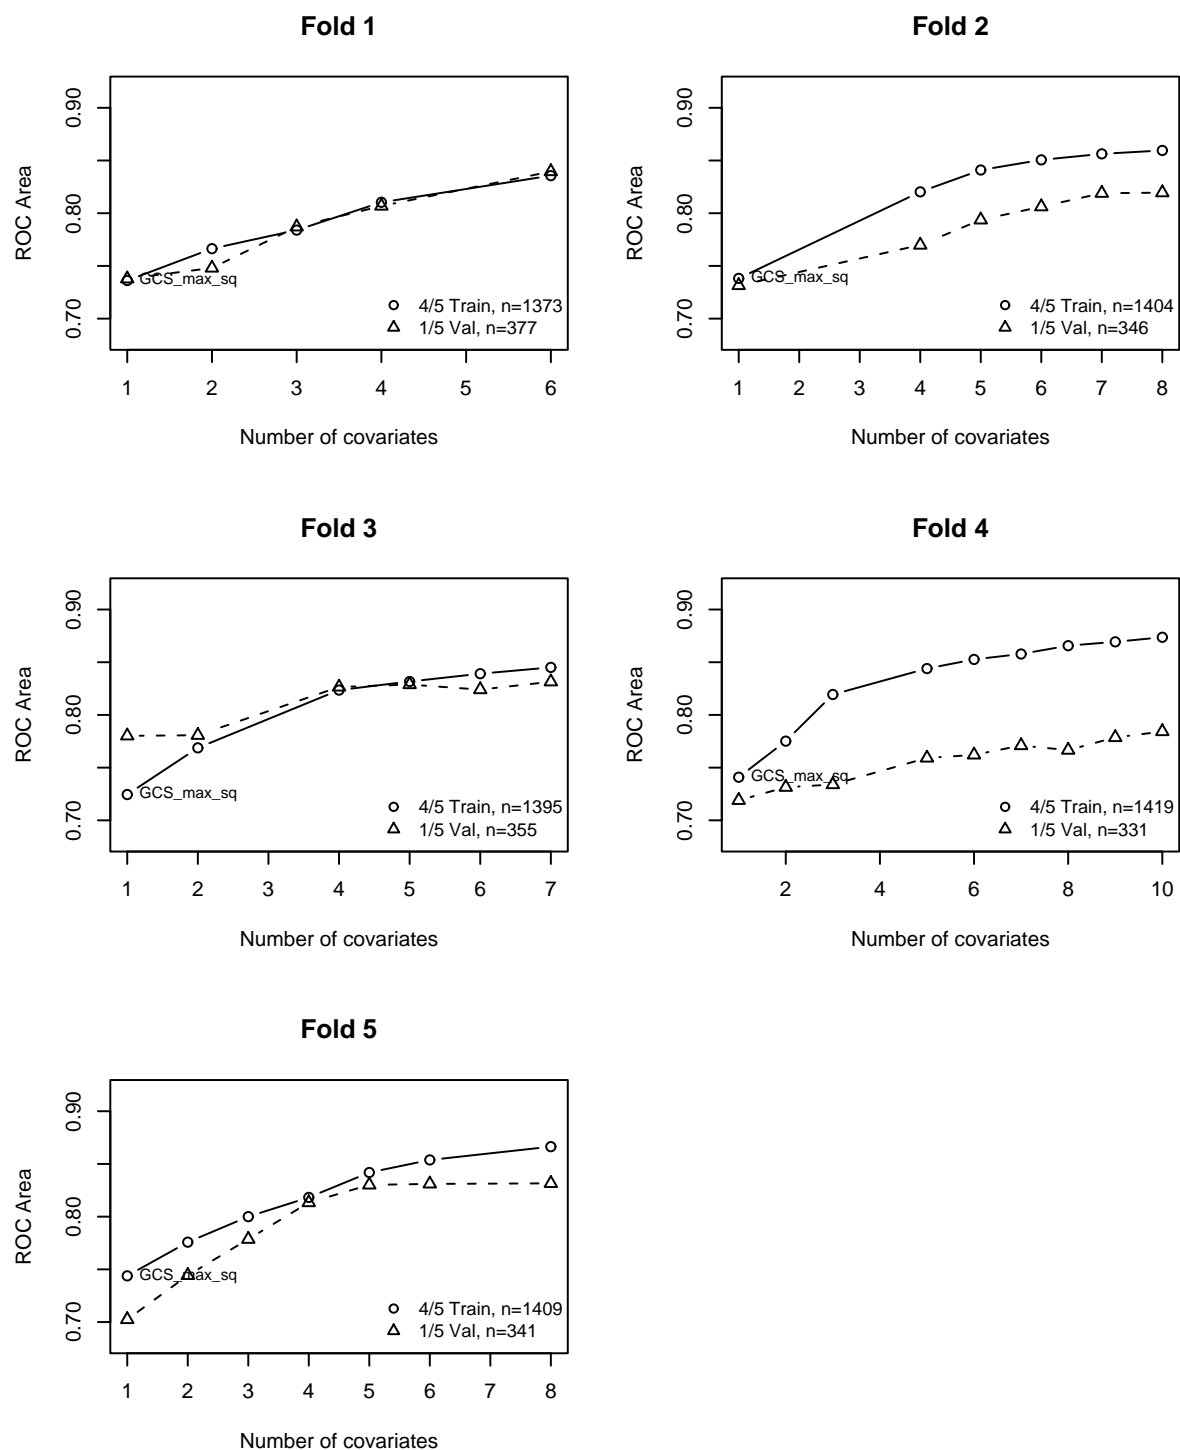 Fold 1
ROC Area
0.90
0.80
0.70
GCS_max_sq
4/5 Train, n=1373
1/5 Val, n=377
1 2 3 4 5 6
Number of covariates
Fold 2
ROC Area
0.90
0.80
0.70
GCS_max_sq
4/5 Train, n=1404
1/5 Val, n=346
1 2 3 4 5 6 7 8
Number of covariates
Fold 3
ROC Area
0.90
0.80
0.70
GCS_max_sq
4/5 Train, n=1395
1/5 Val, n=355
1 2 3 4 5 6 7
Number of covariates
Fold 4
ROC Area
0.90
0.80
0.70
GCS_max_sq
4/5 Train, n=1419
1/5 Val, n=331
2 4 6 8 10
Number of covariates
Fold 5
ROC Area
0.90
0.80
0.70
GCS_max_sq
4/5 Train, n=1409
1/5 Val, n=341
1 2 3 4 5 6 7 8
Number of covariates